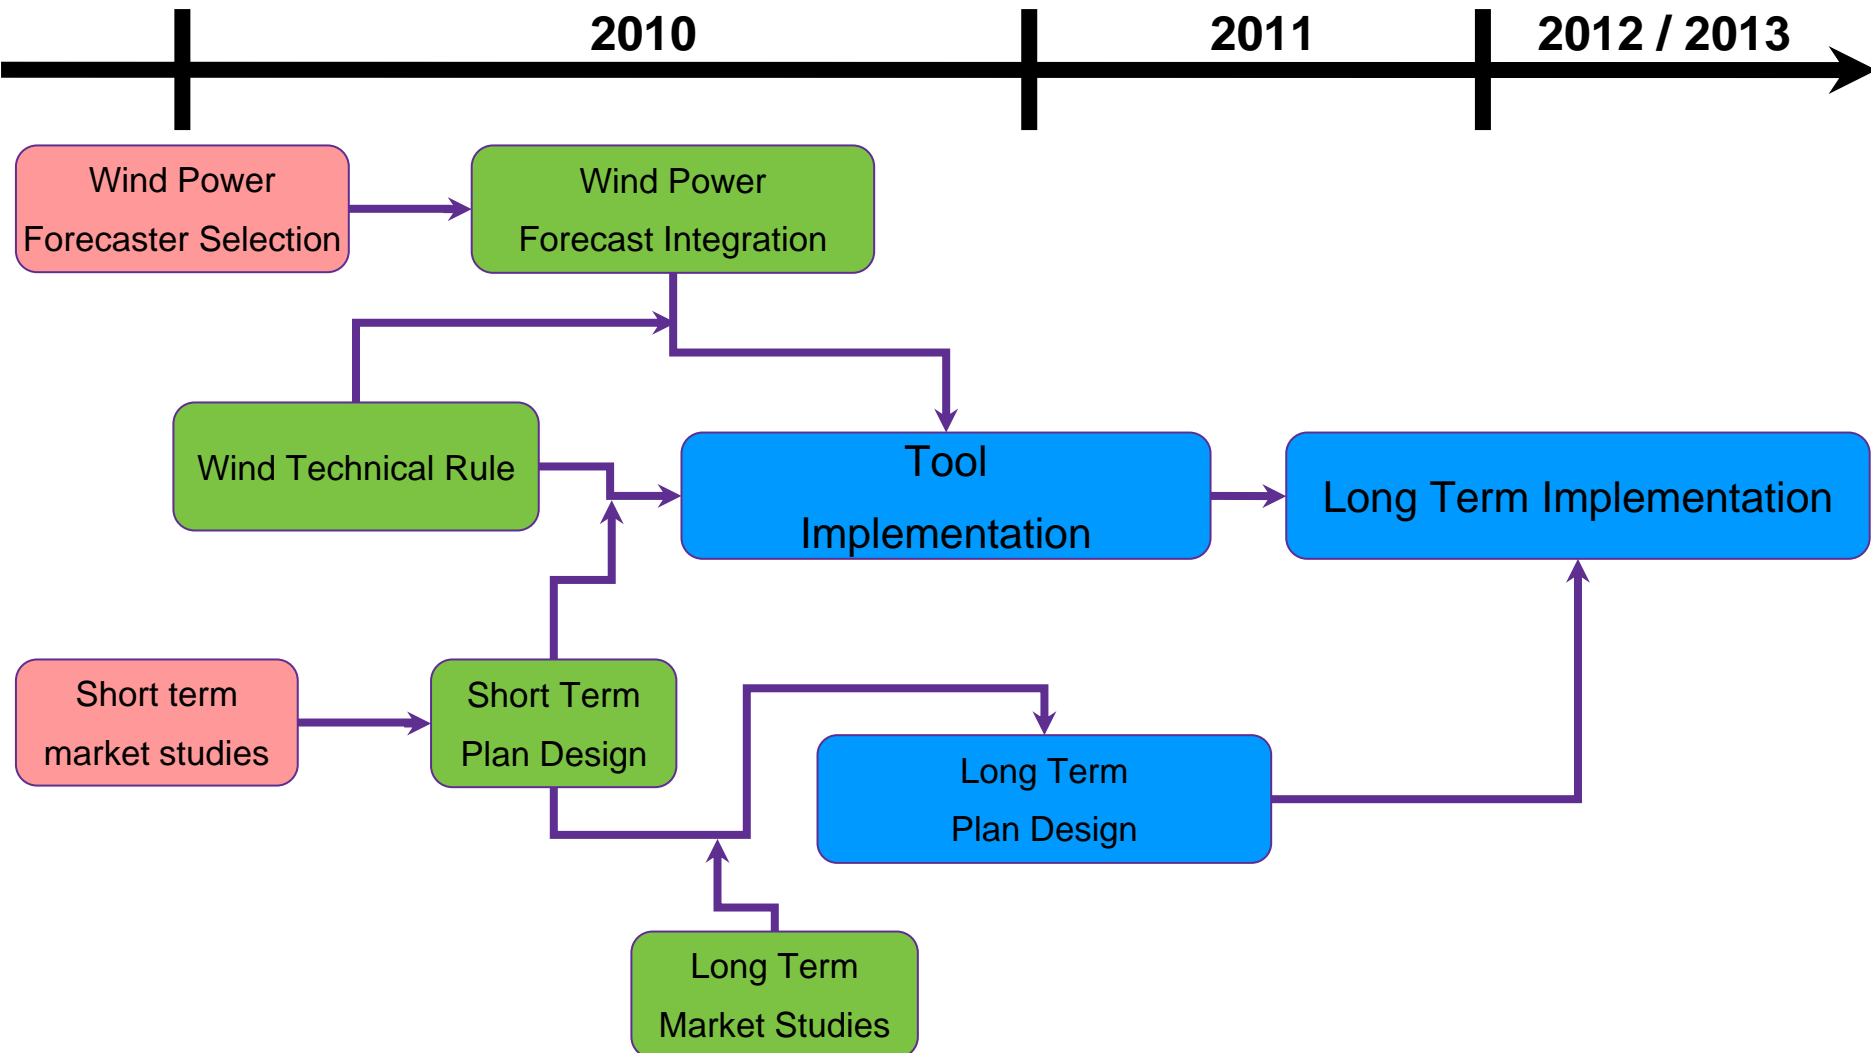 2010
2011
2012 / 2013
Wind Power
Forecaster Selection
Wind Power
Forecast Integration
Wind Technical Rule
Tool
Implementation
Long Term Implementation
Short term
market studies
Short Term
Plan Design
Long Term
Plan Design
Long Term
Market Studies